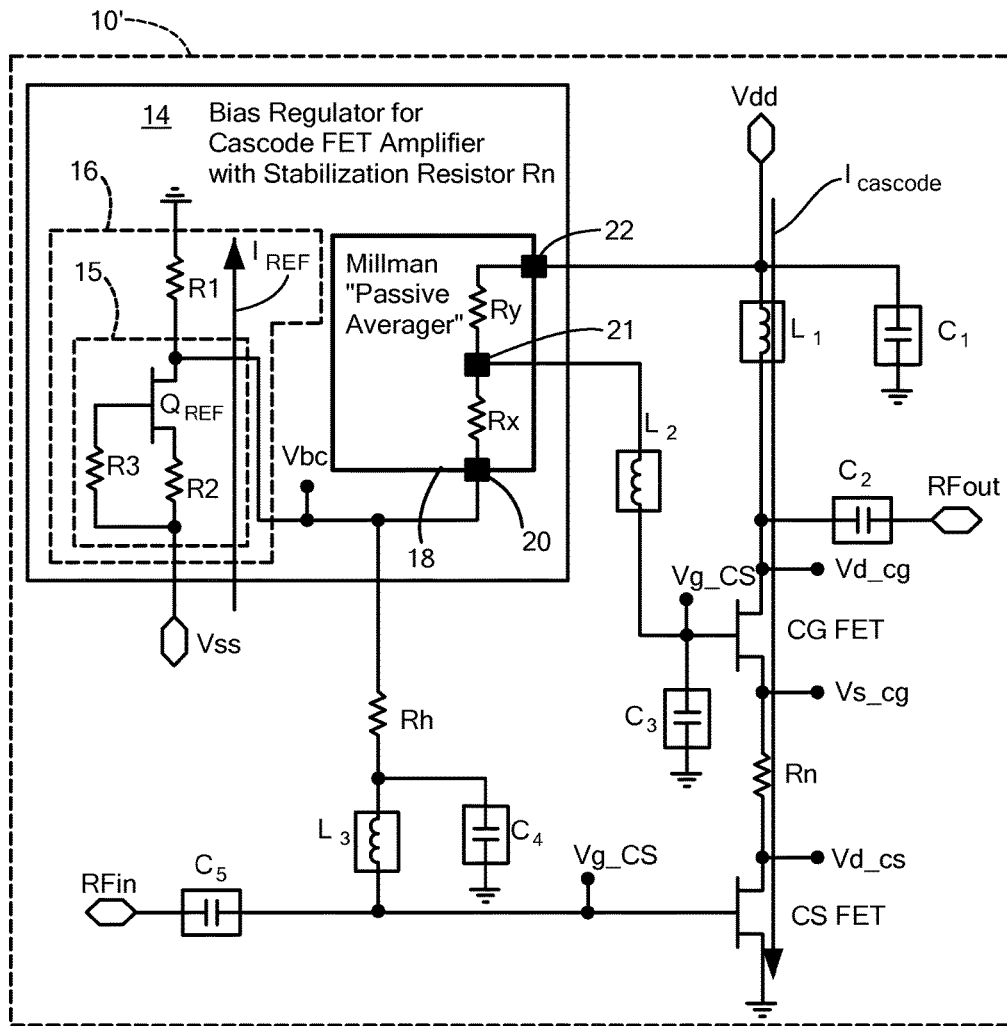 10'
14
Bias Regulator for
Cascode FET Amplifier
with Stabilization Resistor Rn
Vdd
I cascode
16
22
15
R1
I REF
Millman
"Passive
Averager"
Ry
21
L 1
C 1
Q REF
R3
R2
Rx
L 2
Vbc
C 2
RFout
18
20
Vg_CS
Vd_cg
CG FET
Vss
Vs_cg
Rh
C 3
Rn
L 3
C 4
Vg_CS
Vd_cs
RFin
C 5
CS FET